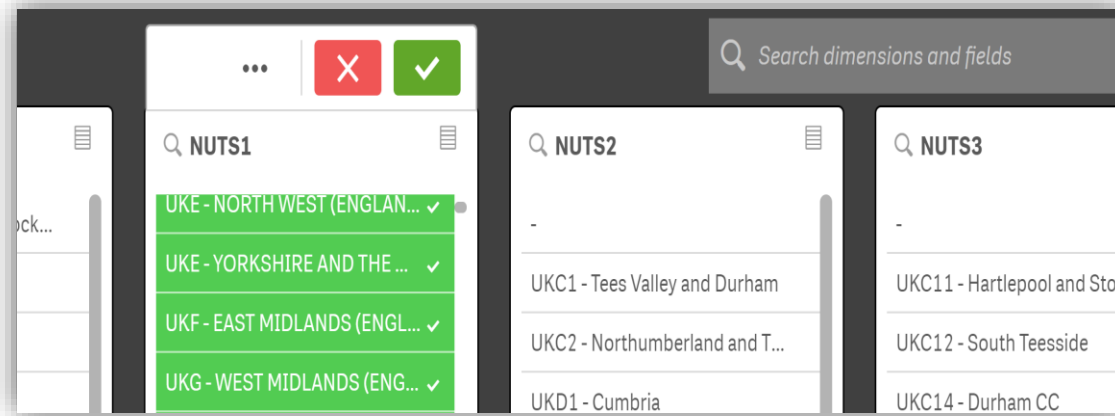 Search dimensions and fields
NUTS1
NUTS2
NUTS3
ock...
UKE - NORTH WEST (ENGLAN...
UKE - YORKSHIRE AND THE ...
UKF - EAST MIDLANDS (ENGL...
UKG - WEST MIDLANDS (ENG...
-
UKC1 - Tees Valley and Durham
UKC2 - Northumberland and T...
UKD1 - Cumbria
-
UKC11 - Hartlepool and Sto
UKC12 - South Teesside
UKC14 - Durham CC